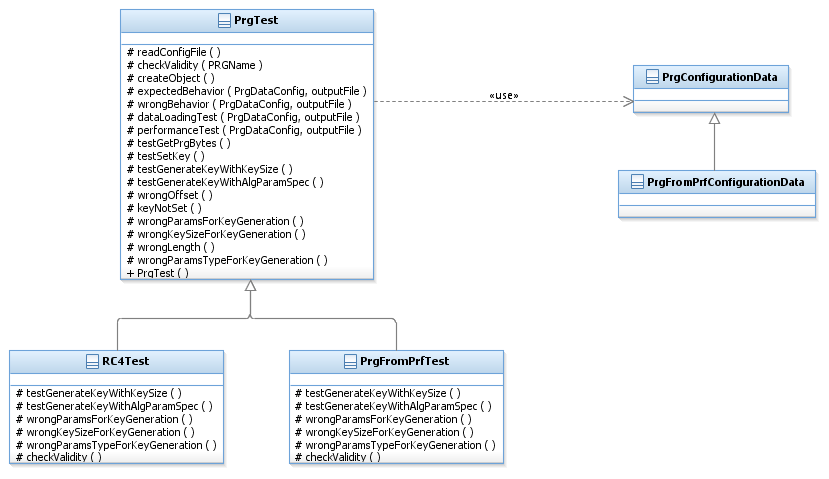 PrgTest
# readConfigFile ( )
# checkValidity ( PRGName )
# createObject ( )
# expectedBehavior ( PrgDataConfig, outputFile )
# wrongBehavior ( PrgDataConfig, outputFile )
# dataLoadingTest ( PrgDataConfig, outputFile )
# performanceTest ( PrgDataConfig, outputFile )
# testGetPrgBytes ( )
# testSetKey ( )
# testGenerateKeyWithKeySize ( )
# testGenerateKeyWithAlgParamSpec ( )
# wrongOffset ( )
# keyNotSet ( )
# wrongParamsForKeyGeneration ( )
# wrongKeySizeForKeyGeneration ( )
# wrongLength ( )
# wrongParamsTypeForKeyGeneration ( )
+ PrgTest ( )
«use»
PrgConfigurationData
PrgFromPrfConfigurationData
RC4Test
# testGenerateKeyWithKeySize ( )
# testGenerateKeyWithAlgParamSpec ( )
# wrongParamsForKeyGeneration ( )
# wrongKeySizeForKeyGeneration ( )
# wrongParamsTypeForKeyGeneration ( )
# checkValidity ( )
PrgFromPrfTest
# testGenerateKeyWithKeySize ( )
# testGenerateKeyWithAlgParamSpec ( )
# wrongParamsForKeyGeneration ( )
# wrongKeySizeForKeyGeneration ( )
# wrongParamsTypeForKeyGeneration ( )
# checkValidity ( )